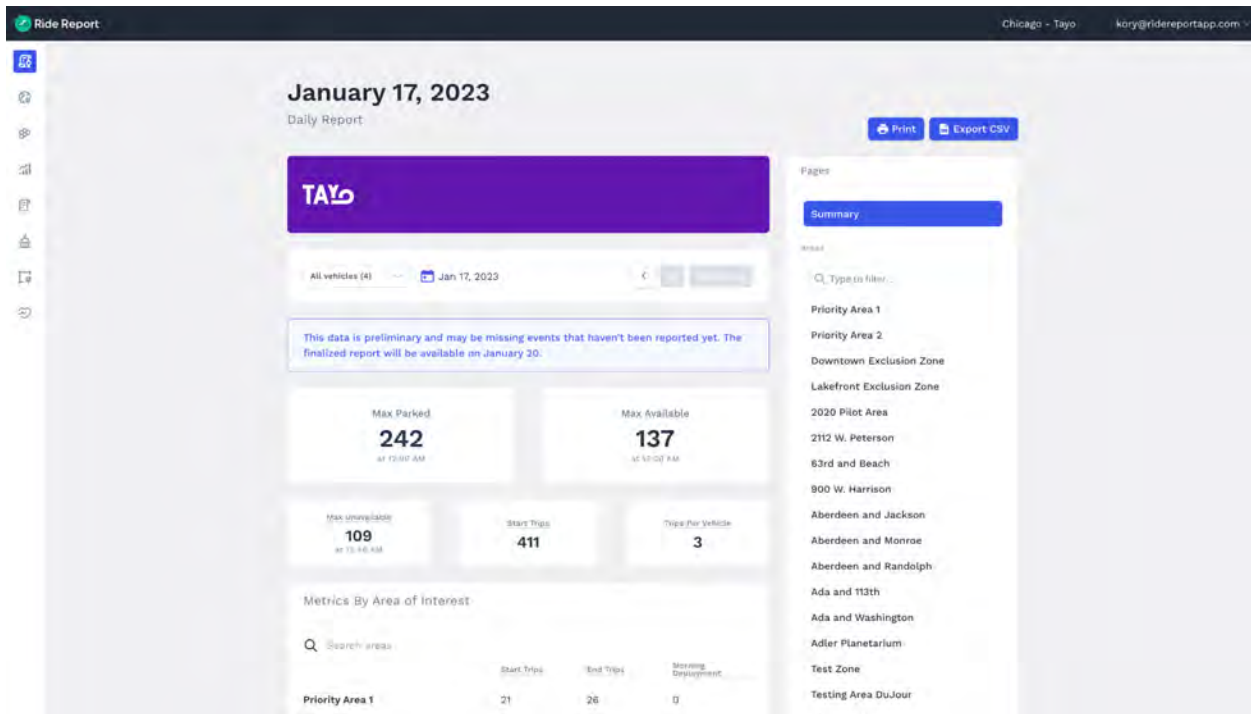 Ride Report
Chicago - Tayo
kory@ridereportapp.com
January 17, 2023
Daily Report
Print
Export CSV
TAYO
All vehicles (4)
Jan 17, 2023
This data is preliminary and may be missing events that haven't been reported yet. The
finalized report will be available on January 20.
Max Parked
242
Max Available
137
Max Unavailable
109
Start Trips
411
Trips Per Vehicle
3
Metrics By Area of Interest
Search areas
Start Trips
End Trips
Morning
Deployment
Priority Area 1
21
26
0
Pages
Summary
Areas
Type to filter...
Priority Area 1
Priority Area 2
Downtown Exclusion Zone
Lakefront Exclusion Zone
2020 Pilot Area
2112 W. Peterson
63rd and Beach
900 W. Harrison
Aberdeen and Jackson
Aberdeen and Monroe
Aberdeen and Randolph
Ada and 113th
Ada and Washington
Adler Planetarium
Test Zone
Testing Area DuJour